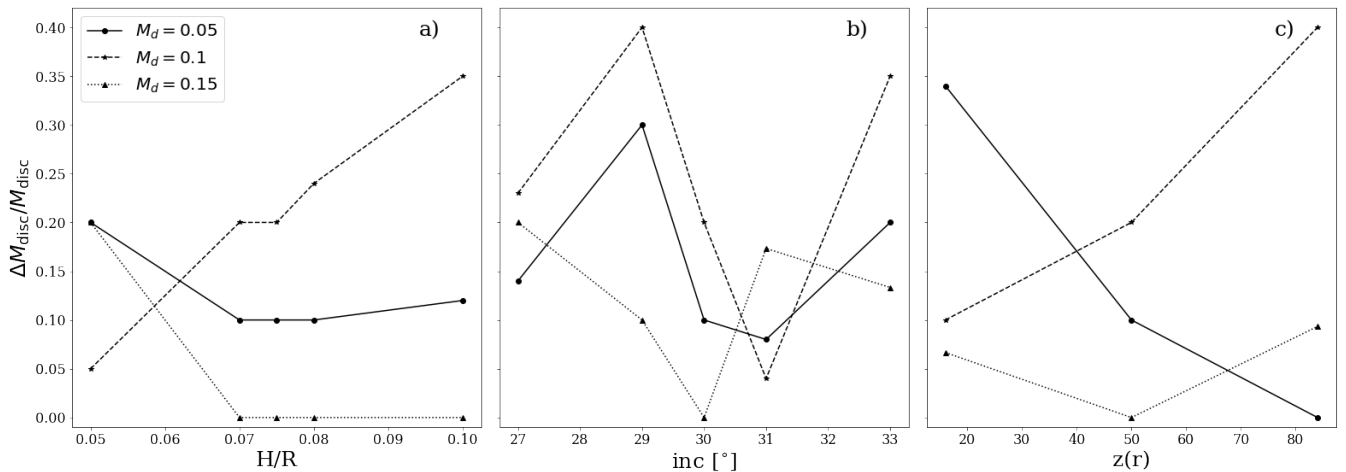 a)
b)
c)
M_d = 0.05
M_d = 0.1
M_d = 0.15
ΔM_disc/M_disc
0.40
0.35
0.30
0.25
0.20
0.15
0.10
0.05
0.00
0.05 0.06 0.07 0.08 0.09 0.10
27 28 29 30 31 32 33
20 30 40 50 60 70 80
H/R
inc [°]
z(r)